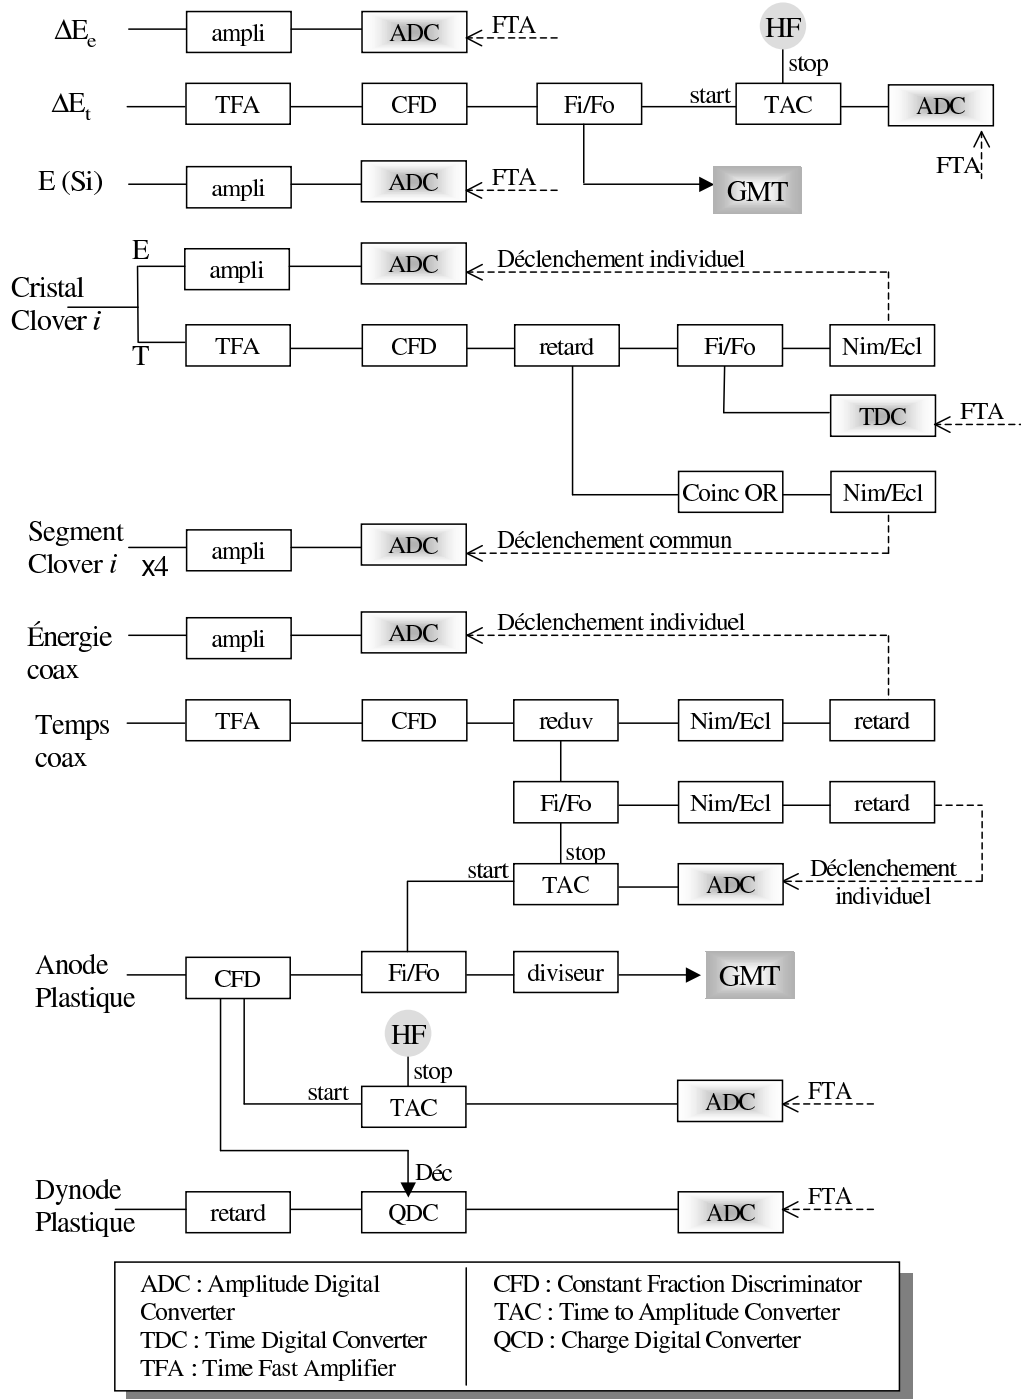 ΔEe ampli ADC FTA
HF
stop
ΔEt TFA CFD Fi/Fo start TAC ADC
FTA
E (Si) ampli ADC FTA GMT
E
ampli ADC Déclenchement individuel
Cristal
Clover i
T TFA CFD retard Fi/Fo Nim/Ecl
TDC FTA
Coinc OR Nim/Ecl
Segment
Clover i x4 ampli ADC Déclenchement commun
Énergie
coax
ampli ADC Déclenchement individuel
Temps
coax
TFA CFD reduv Nim/Ecl retard
Fi/Fo Nim/Ecl retard
stop
start TAC ADC Déclenchement
individuel
Anode
Plastique
CFD Fi/Fo diviseur GMT
HF
stop
start TAC ADC FTA
Déc
Dynode
Plastique
retard QDC ADC FTA
ADC : Amplitude Digital
Converter
TDC : Time Digital Converter
TFA : Time Fast Amplifier
CFD : Constant Fraction Discriminator
TAC : Time to Amplitude Converter
QCD : Charge Digital Converter